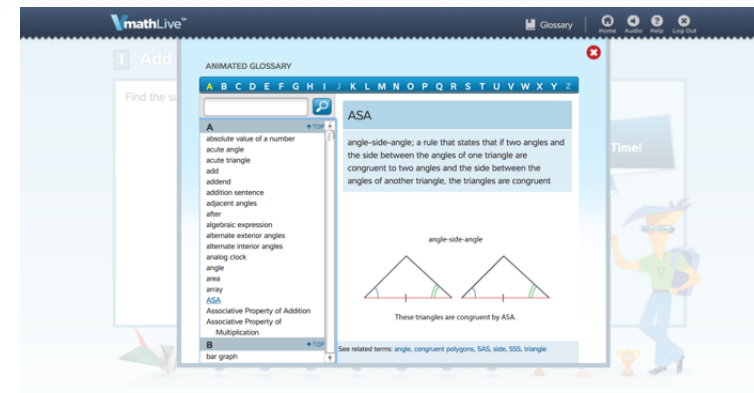 VmathLive™
Glossary
Home Audio Help Log Out
1 Add
Find the su
Time!
ANIMATED GLOSSARY
A B C D E F G H I J K L M N O P Q R S T U V W X Y Z
A TOP
absolute value of a number
acute angle
acute triangle
add
addend
addition sentence
adjacent angles
after
algebraic expression
alternate exterior angles
alternate interior angles
analog clock
angle
area
array
ASA
Associative Property of Addition
Associative Property of
Multiplication
B TOP
bar graph
ASA
angle-side-angle; a rule that states that if two angles and
the side between the angles of one triangle are
congruent to two angles and the side between the
angles of another triangle, the triangles are congruent
angle-side-angle
These triangles are congruent by ASA.
See related terms: angle, congruent polygons, SAS, side, SSS, triangle